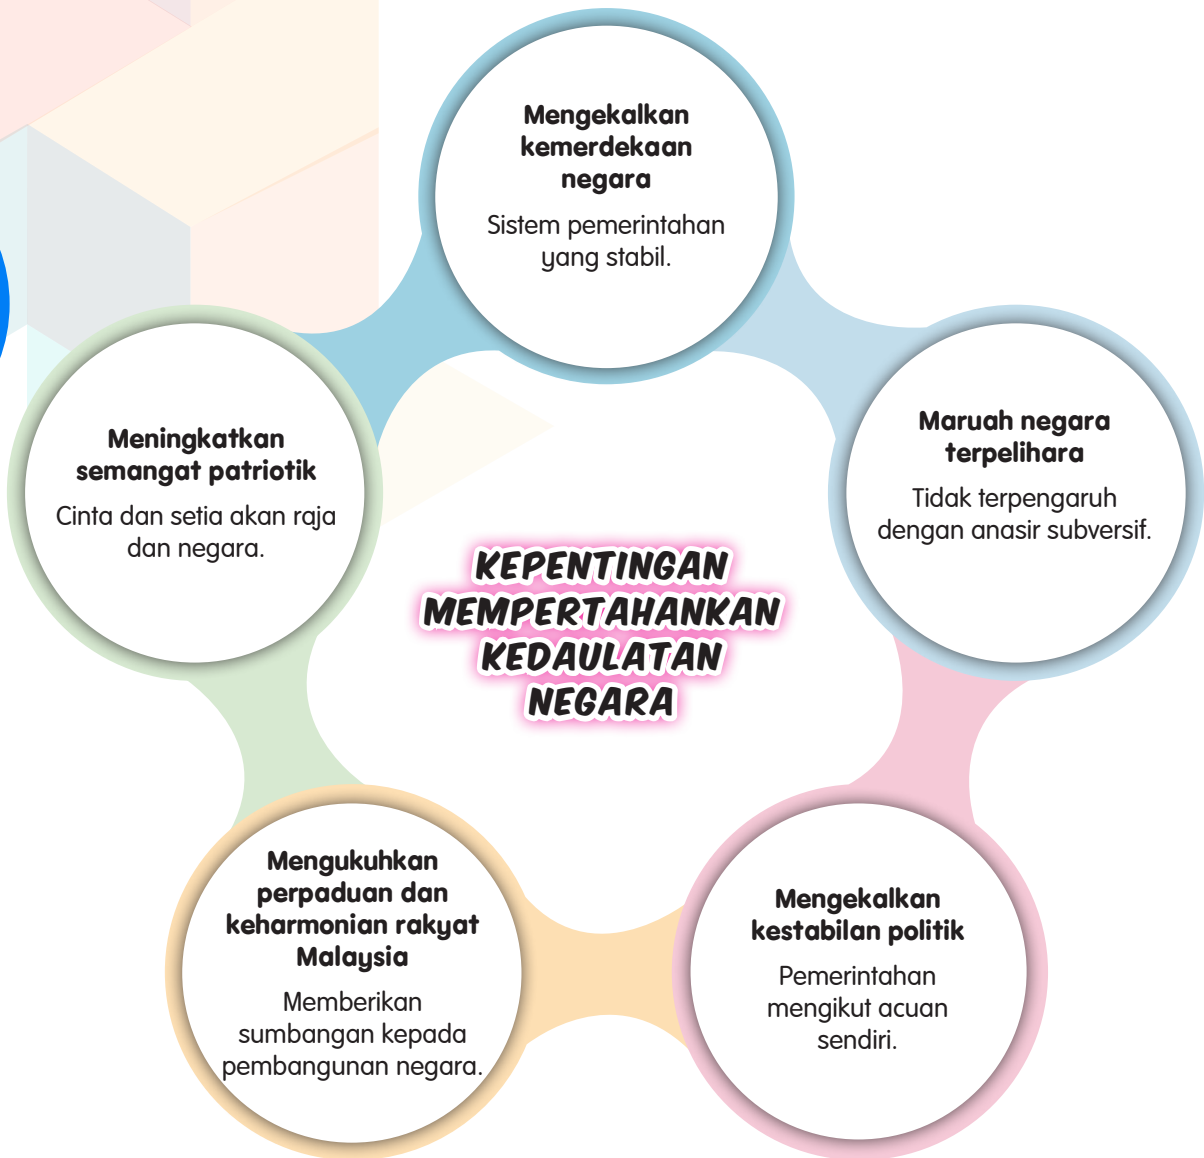 Mengekalkan
kemerdekaan
negara
Sistem pemerintahan
yang stabil.
Maruah negara
terpelihara
Tidak terpengaruh
dengan anasir subversif.
Mengekalkan
kestabilan politik
Pemerintahan
mengikut acuan
sendiri.
Mengukuhkan
perpaduan dan
keharmonian rakyat
Malaysia
Memberikan
sumbangan kepada
pembangunan negara.
Meningkatkan
semangat patriotik
Cinta dan setia akan raja
dan negara.
KEPENTINGAN
MEMPERTAHANKAN
KEDAULATAN
NEGARA